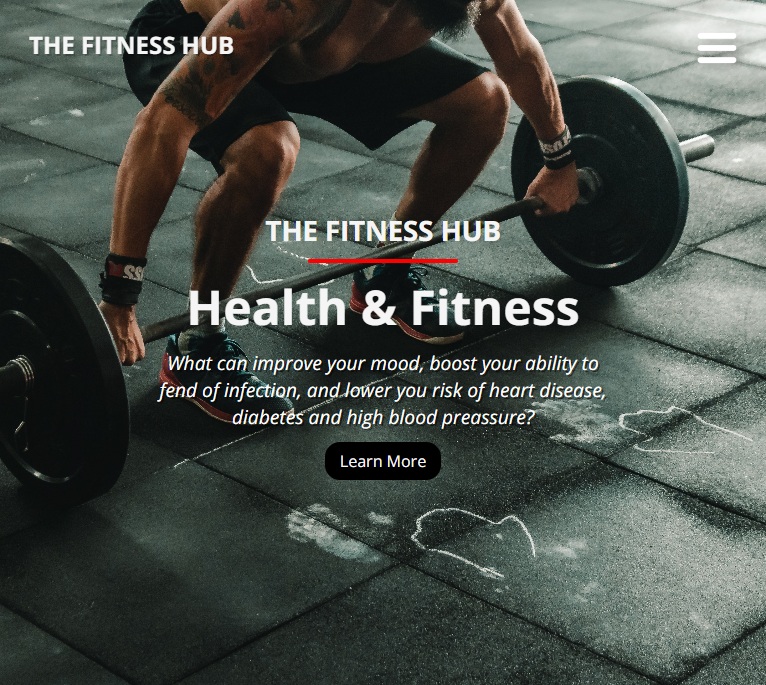 THE FITNESS HUB
THE FITNESS HUB
Health & Fitness
What can improve your mood, boost your ability to
fend of infection, and lower you risk of heart disease,
diabetes and high blood preassure?
Learn More